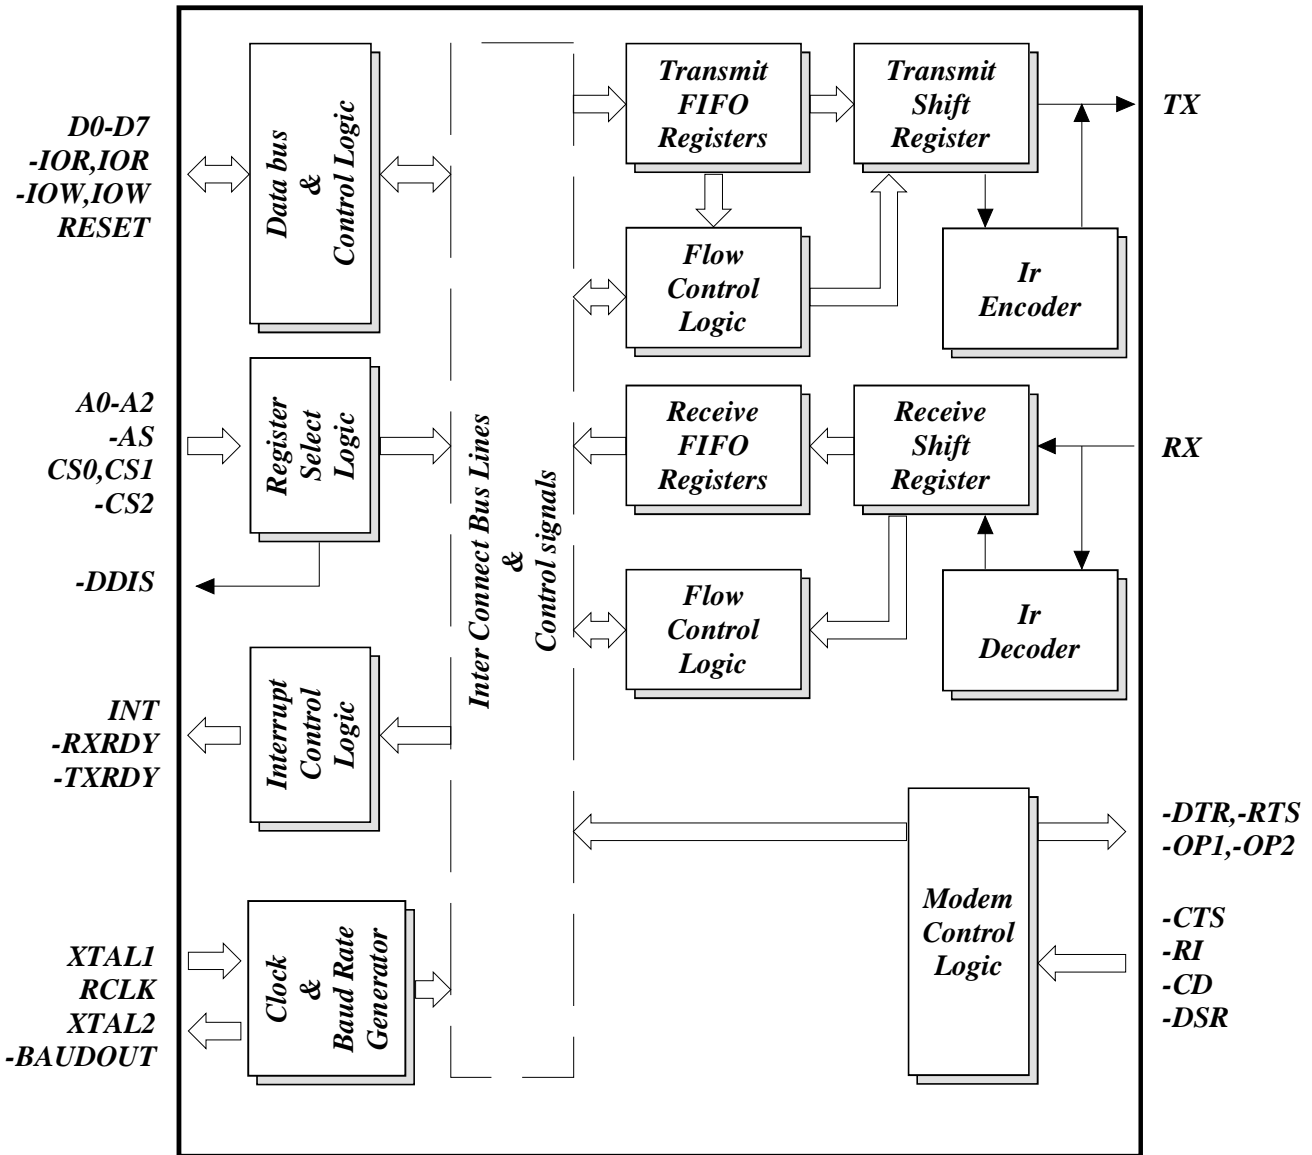 D0-D7
-IOR,IOR
-IOW,IOW
RESET
A0-A2
-AS
CS0,CS1
-CS2
-DDIS
INT
-RXRDY
-TXRDY
XTAL1
RCLK
XTAL2
-BAUDOUT
Data bus
&
Control Logic
Register
Select
Logic
Interrupt
Control
Logic
Clock
&
Baud Rate
Generator
Inter Connect Bus Lines
&
Control signals
Transmit
FIFO
Registers
Transmit
Shift
Register
Flow
Control
Logic
Ir
Encoder
Receive
FIFO
Registers
Receive
Shift
Register
Flow
Control
Logic
Ir
Decoder
Modem
Control
Logic
TX
RX
-DTR,-RTS
-OP1,-OP2
-CTS
-RI
-CD
-DSR